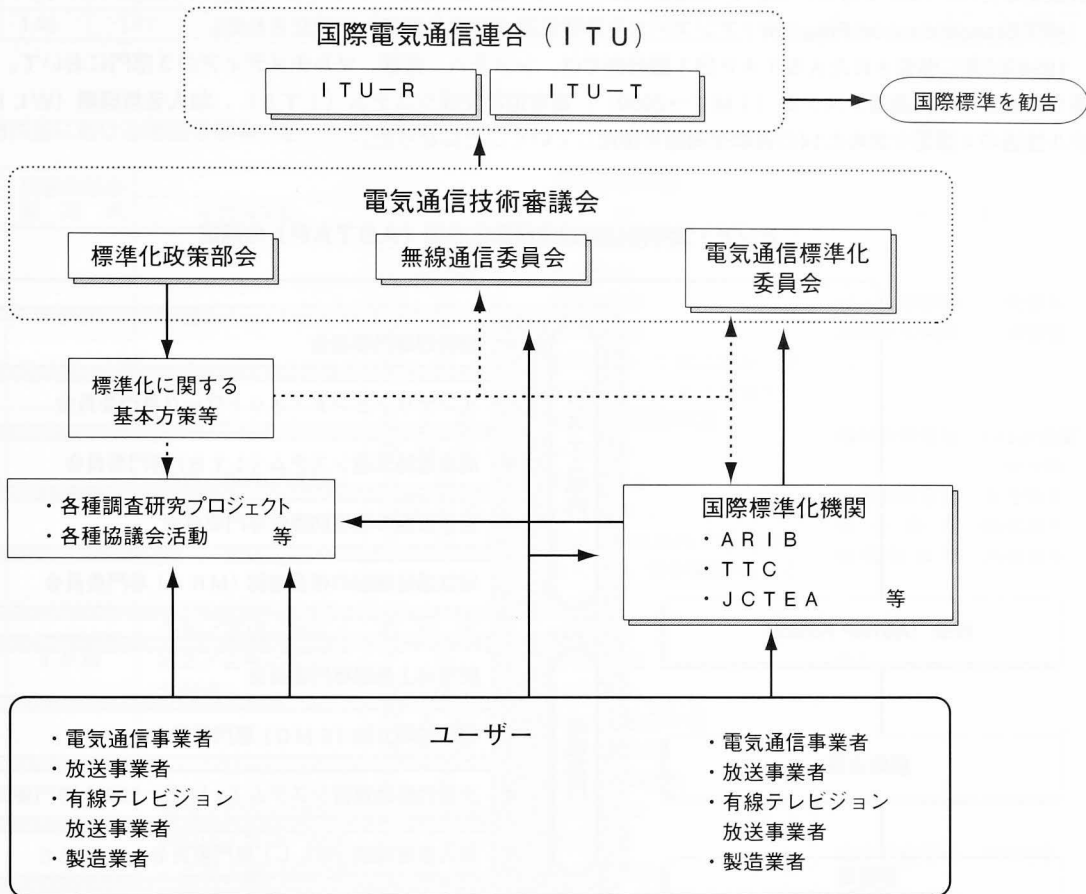 国際電気通信連合（ＩＴＵ）
ＩＴＵ－Ｒ
ＩＴＵ－Ｔ
国際標準を勧告
電気通信技術審議会
標準化政策部会
無線通信委員会
電気通信標準化
委員会
標準化に関する
基本方策等
・各種調査研究プロジェクト
・各種協議会活動　　等
国際標準化機関
・ＡＲＩＢ
・ＴＴＣ
・ＪＣＴＥＡ　　等
ユーザー
・電気通信事業者
・放送事業者
・有線テレビジョン
放送事業者
・製造業者
・電気通信事業者
・放送事業者
・有線テレビジョン
放送事業者
・製造業者